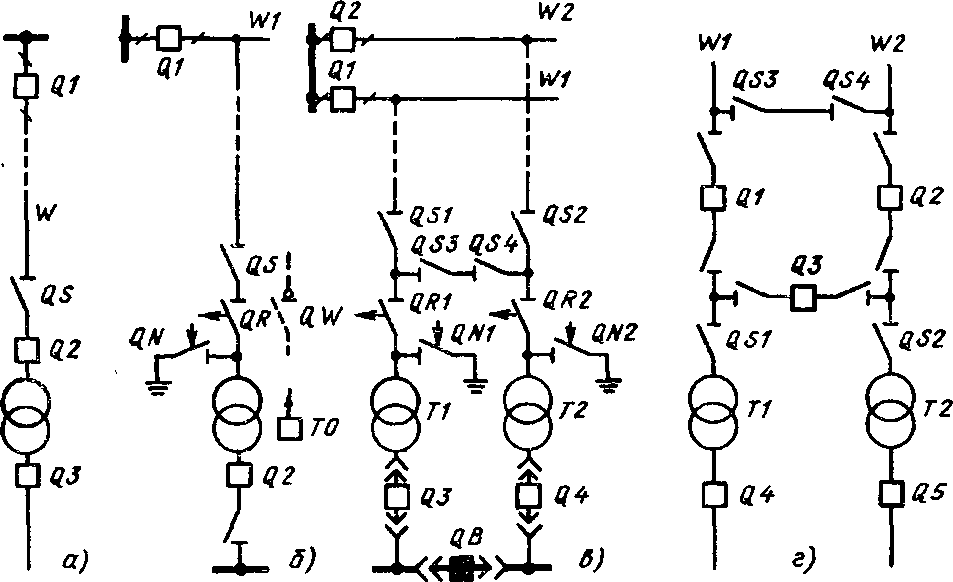 Q1
W
QS
Q2
Q3
а)
W1
Q1
QS
QR
QW
QN
TO
Q2
б)
Q2
W2
Q1
W1
QS1
QS2
QS3
QS4
QR1
QR2
QN1
QN2
T1
T2
Q3
Q4
QB
в)
W1
W2
QS3
QS4
Q1
Q2
Q3
QS1
QS2
T1
T2
Q4
Q5
г)